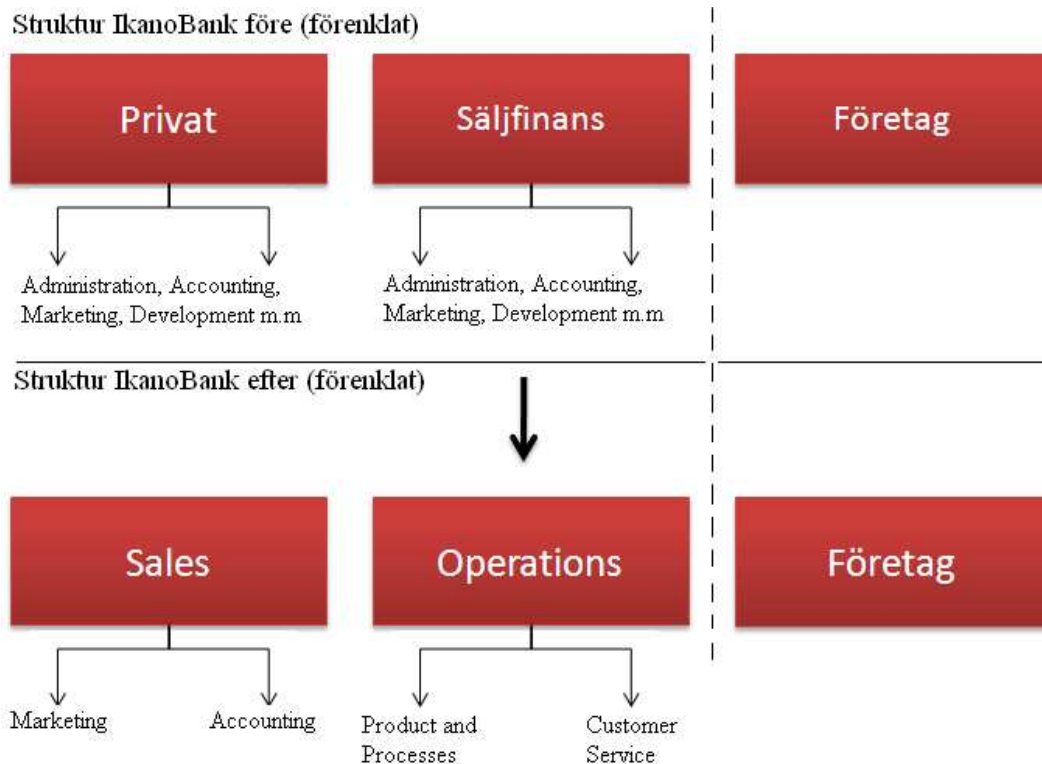 Struktur IkanoBank före (förenklat)
Privat
Säljfinans
Företag
Administration, Accounting,
Marketing, Development m.m
Administration, Accounting,
Marketing, Development m.m
Struktur IkanoBank efter (förenklat)
Sales
Operations
Företag
Marketing
Accounting
Product and
Processes
Customer
Service